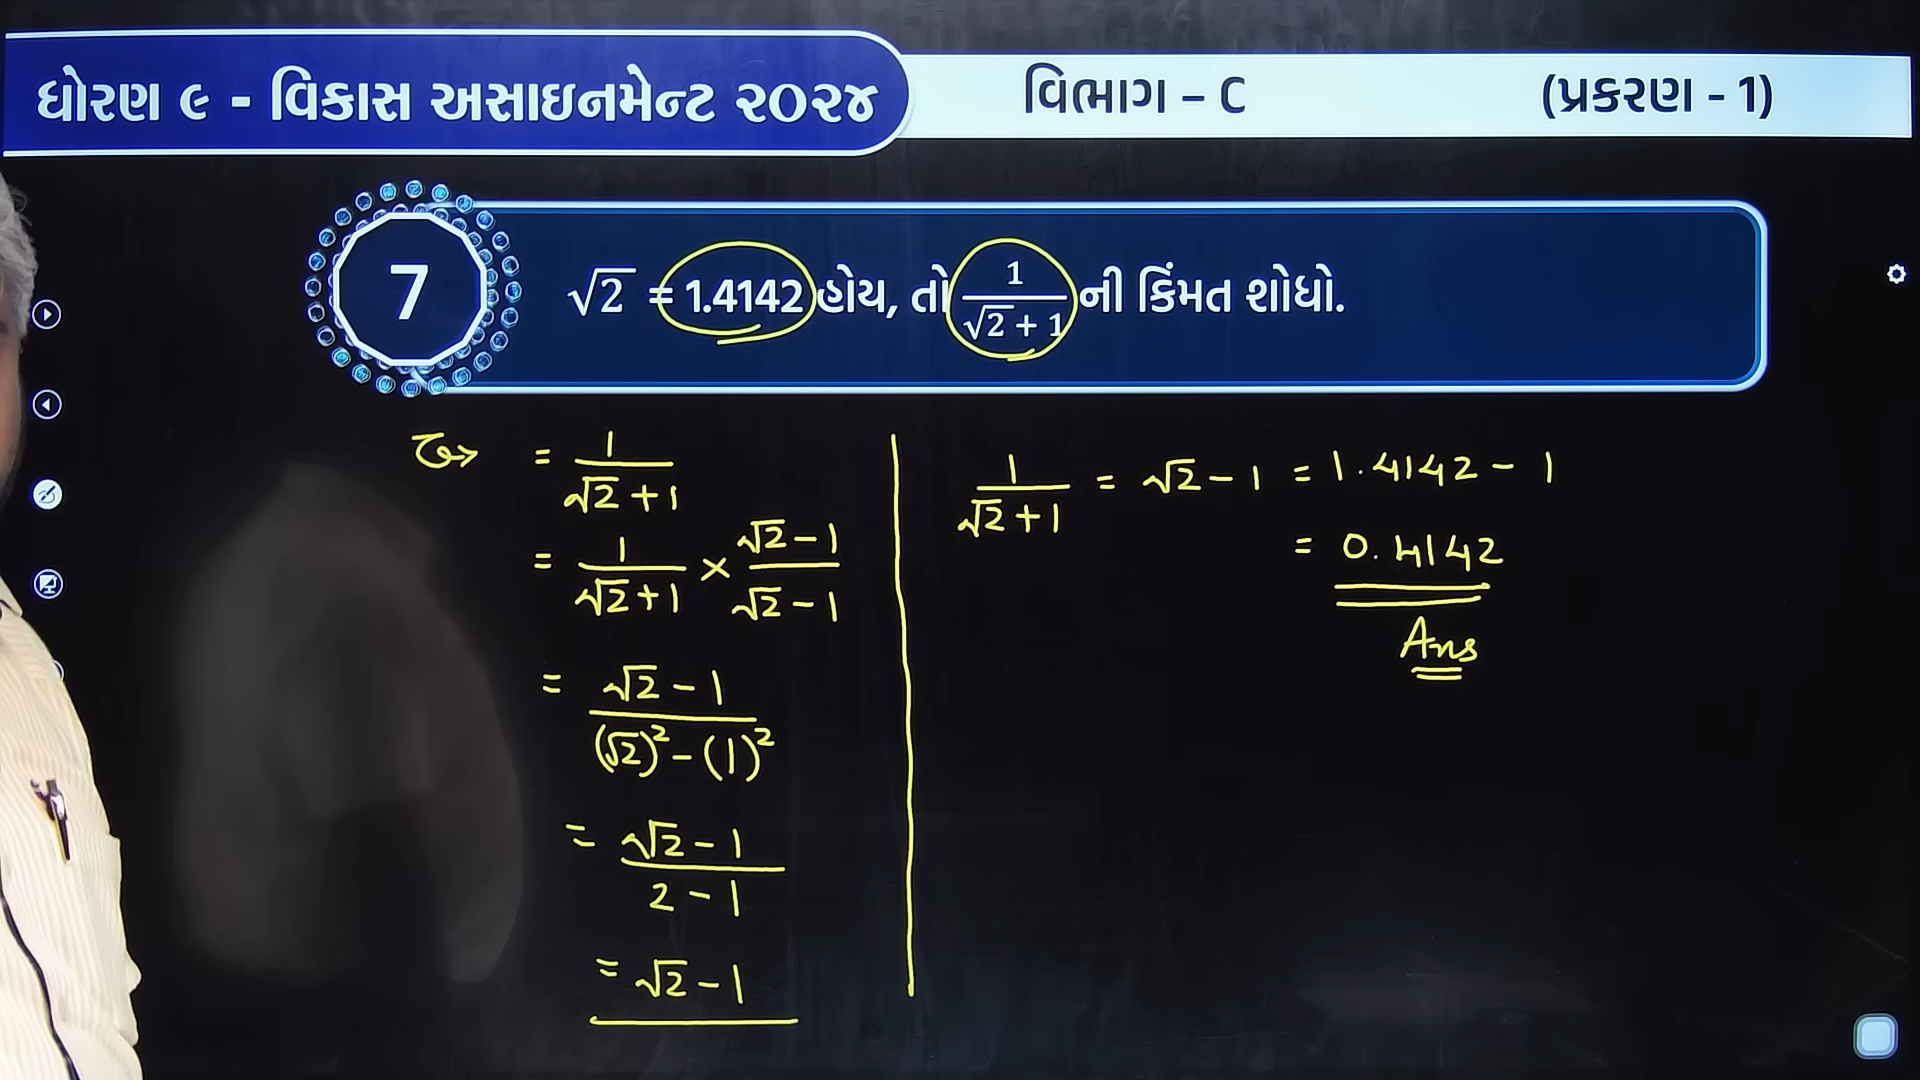 ધોરણ ૯ - વિકાસ અસાઇનમેન્ટ ૨૦૨૪
વિભાગ – C
(પ્રકરણ - 1)
7
√2 = 1.4142 હોય, તો 1/(√2 + 1) ની કિંમત શોધો.
= 1/(√2 + 1)
= 1/(√2 + 1) × (√2 - 1)/(√2 - 1)
= (√2 - 1)/((√2)² - (1)²)
= (√2 - 1)/(2 - 1)
= √2 - 1
1/(√2 + 1) = √2 - 1 = 1.4142 - 1
= 0.4142
Ans